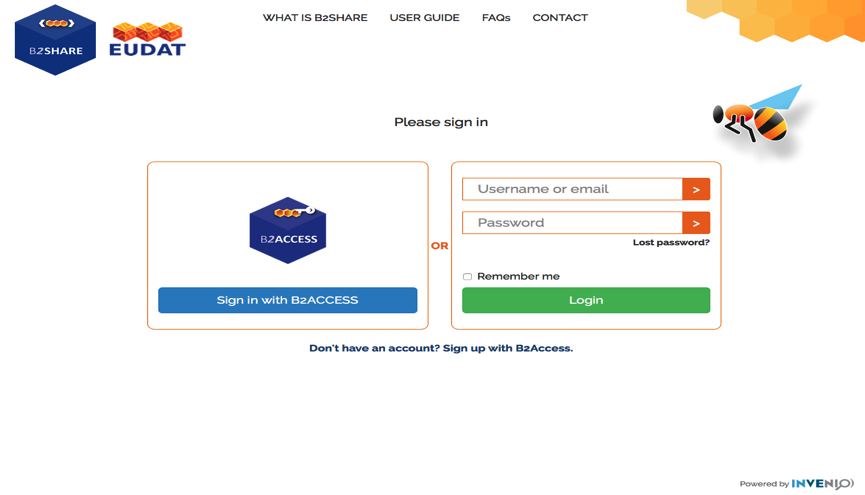 WHAT IS B2SHARE USER GUIDE FAQs CONTACT
B2SHARE
EUDAT
Please sign in
B2ACCESS
Sign in with B2ACCESS
OR
Username or email >
Password >
Lost password?
Remember me
Login
Don't have an account? Sign up with B2Access.
Powered by INVENIO